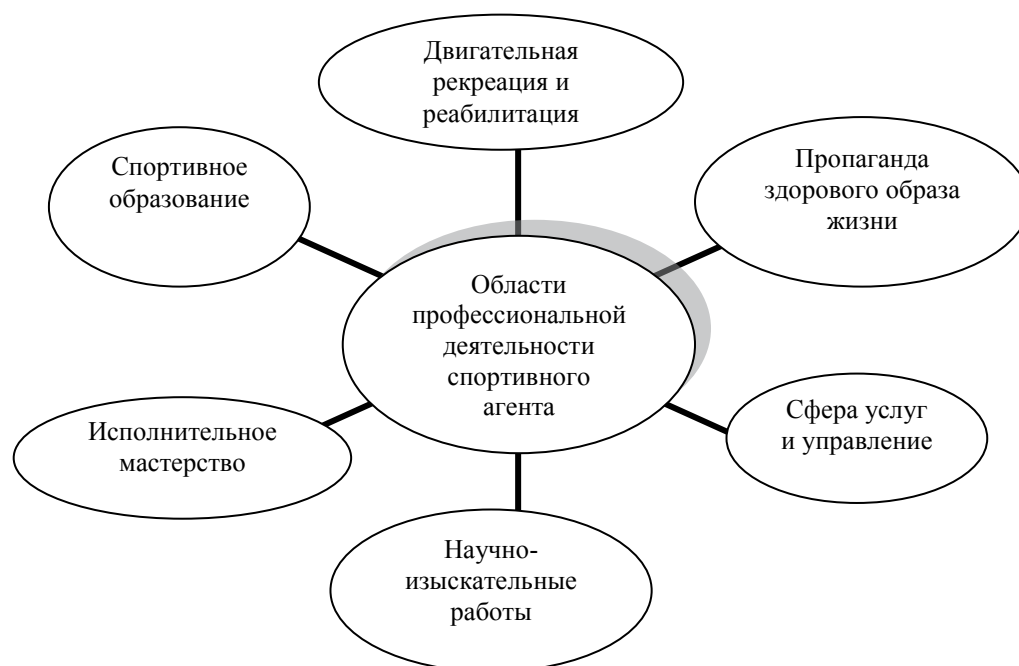 Двигательная
рекреация и
реабилитация
Спортивное
образование
Пропаганда
здорового образа
жизни
Области
профессиональной
деятельности
спортивного
агента
Исполнительное
мастерство
Сфера услуг
и управление
Научно-
изыскательные
работы